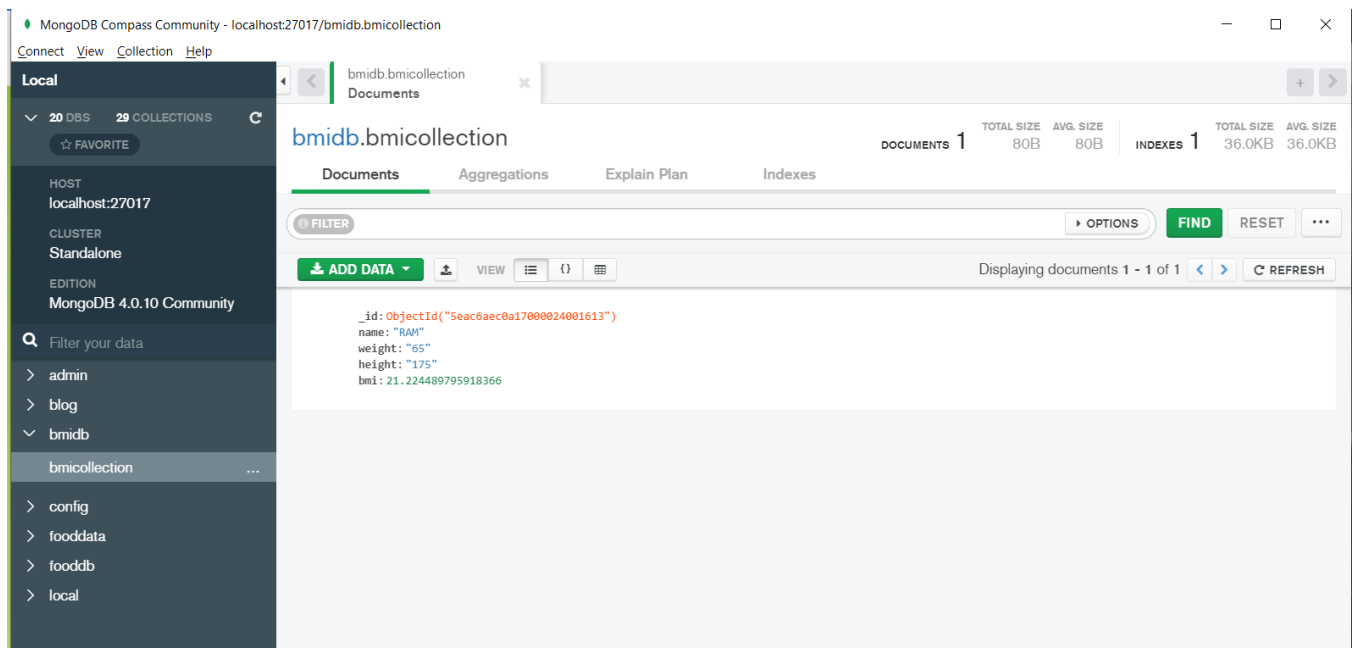 MongoDB Compass Community - localhost:27017/bmidb.bmicollection
Connect View Collection Help
Local
20 DBS 29 COLLECTIONS
☆ FAVORITE
HOST
localhost:27017
CLUSTER
Standalone
EDITION
MongoDB 4.0.10 Community
Filter your data
admin
blog
bmidb
bmicollection ...
config
fooddata
fooddb
local
bmidb.bmicollection
Documents
bmidb.bmicollection
DOCUMENTS 1 TOTAL SIZE 80B AVG. SIZE 80B INDEXES 1 TOTAL SIZE 36.0KB AVG. SIZE 36.0KB
Documents Aggregations Explain Plan Indexes
FILTER OPTIONS FIND RESET ...
ADD DATA VIEW {} Displaying documents 1 - 1 of 1 < > REFRESH
_id:ObjectId("5eac6aec0a17000024001613")
name:"RAM"
weight:"65"
height:"175"
bmi:21.224489795918366